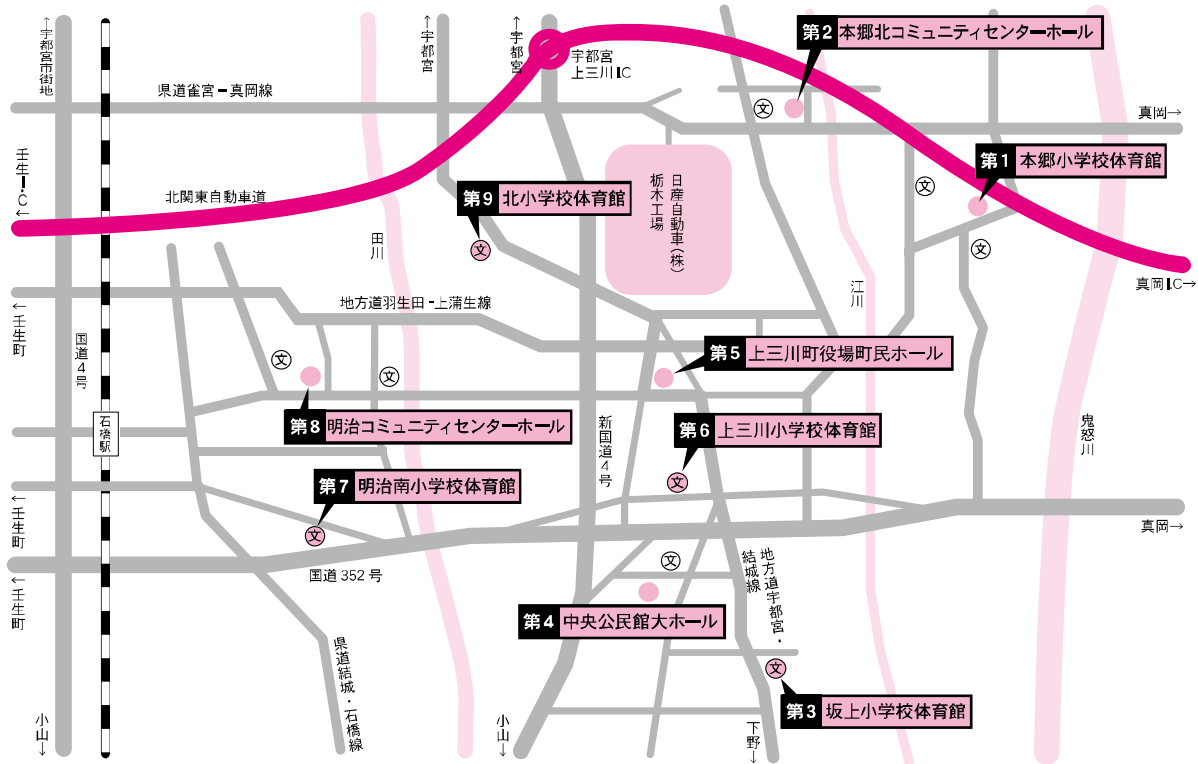 ↑宇都宮市街地
↑宇都宮
↑宇都宮
宇都宮
上三川I.C
第2 本郷北コミュニティセンターホール
県道雀宮−真岡線
文
真岡→
第1 本郷小学校体育館
壬生I・C←
北関東自動車道
第9 北小学校体育館
文
日産自動車(株)
栃木工場
文
文
田川
江川
真岡I.C→
←壬生町
地方道羽生田−上蒲生線
国道4号
文
文
第5 上三川町役場町民ホール
石橋駅
第8 明治コミュニティセンターホール
新国道4号
第6 上三川小学校体育館
文
鬼怒川
第7 明治南小学校体育館
文
←壬生町
真岡→
国道352号
←壬生町
文
地方道宇都宮・
結城線
第4 中央公民館大ホール
県道結城・石橋線
文
第3 坂上小学校体育館
小山→
小山→
下野→